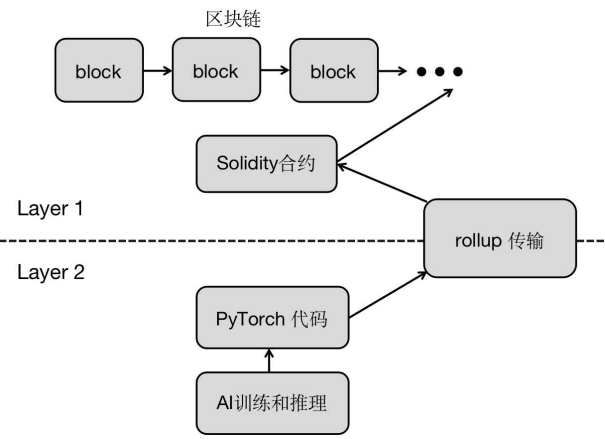 区块链
block
block
block
Solidity合约
Layer 1
rollup 传输
Layer 2
PyTorch 代码
AI训练和推理